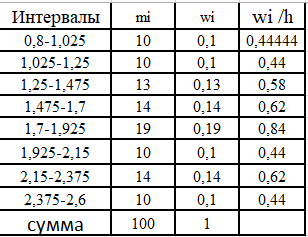 Интервалы mi wi wi /h
0,8-1,025 10 0,1 0,44444
1,025-1,25 10 0,1 0,44
1,25-1,475 13 0,13 0,58
1,475-1,7 14 0,14 0,62
1,7-1,925 19 0,19 0,84
1,925-2,15 10 0,1 0,44
2,15-2,375 14 0,14 0,62
2,375-2,6 10 0,1 0,44
сумма 100 1